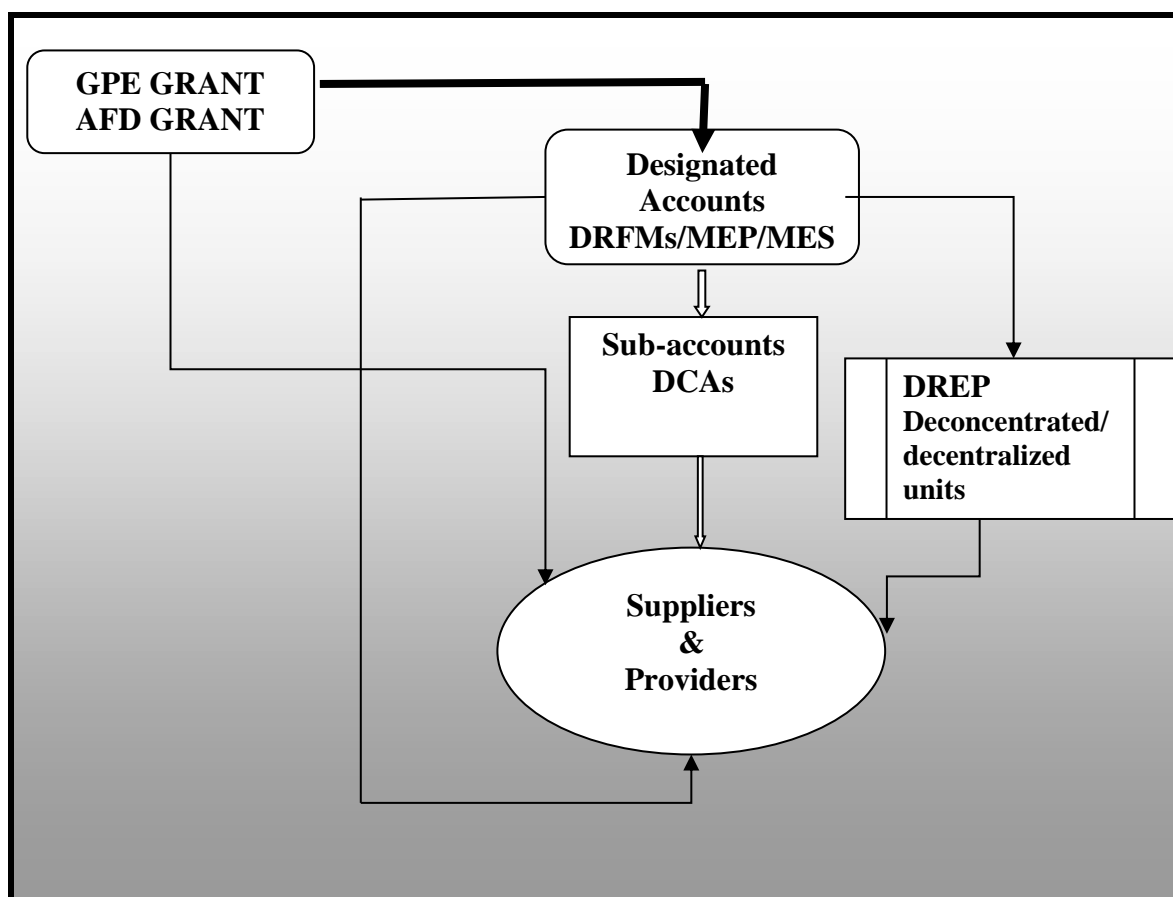 GPE GRANT
AFD GRANT
Designated
Accounts
DRFMs/MEP/MES
Sub-accounts
DCAs
DREP
Deconcentrated/
decentralized
units
Suppliers
&
Providers